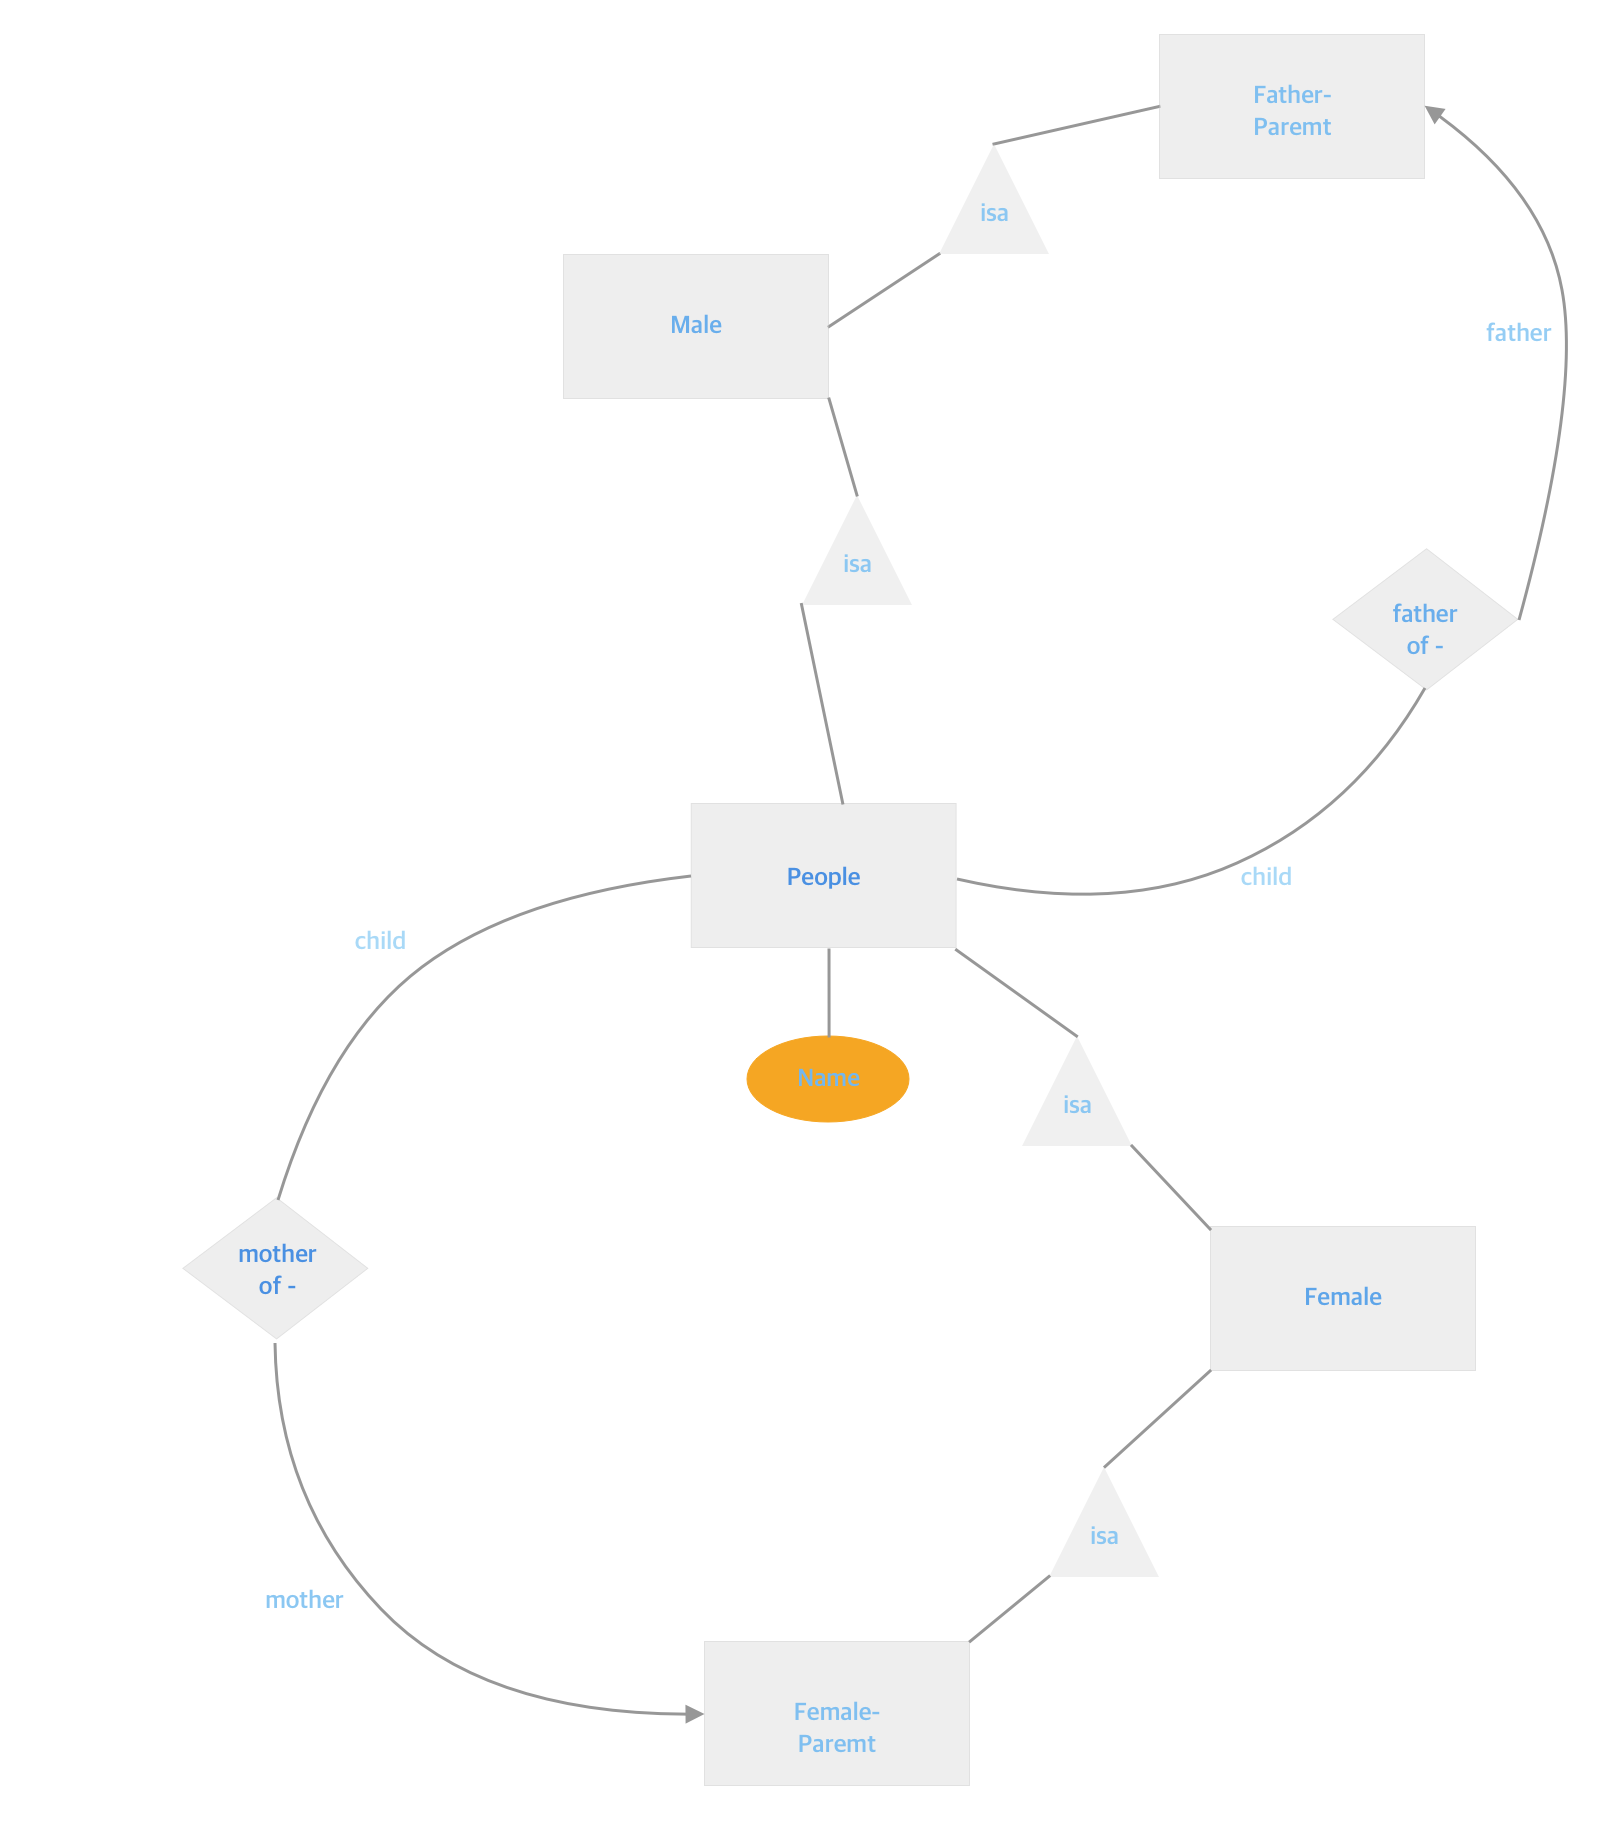 Father-
Paremt
isa
Male
father
isa
father
of -
People
child
child
Name
isa
mother
of -
Female
isa
mother
Female-
Paremt